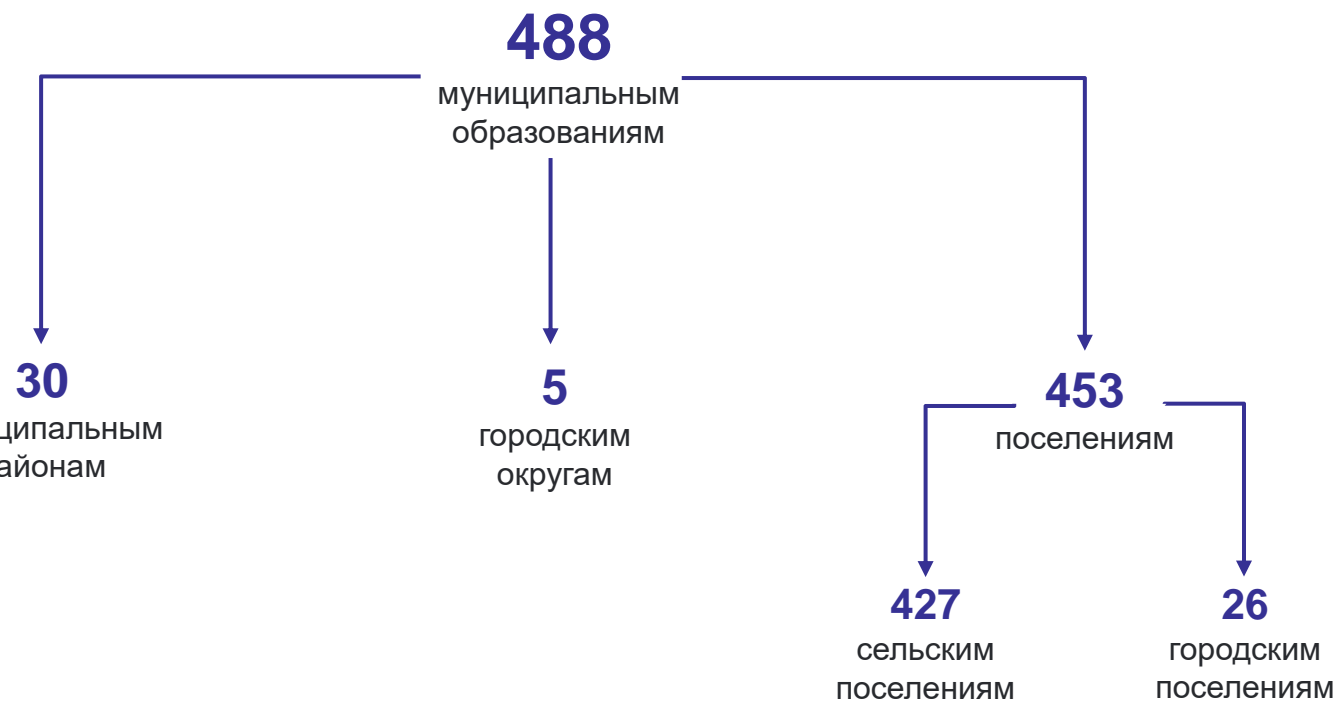 488
муниципальным
образованиям
30
ципальным
айонам
5
городским
округам
453
поселениям
427
сельским
поселениям
26
городским
поселениям